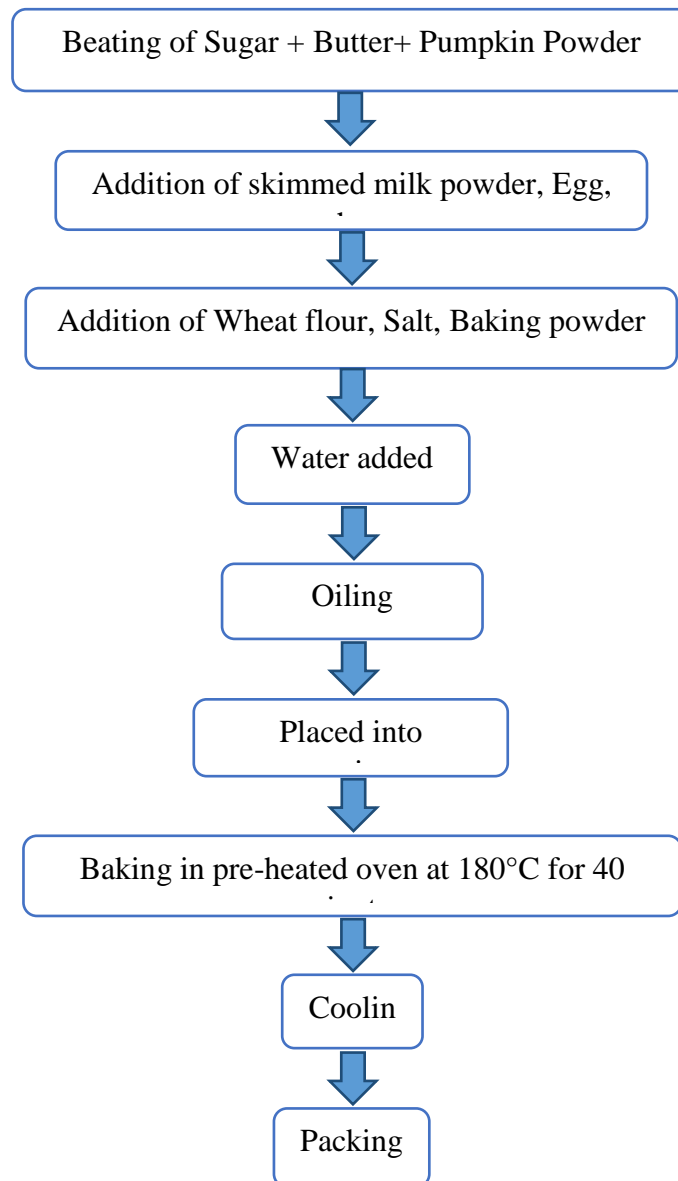 Beating of Sugar + Butter+ Pumpkin Powder
Addition of skimmed milk powder, Egg,
Addition of Wheat flour, Salt, Baking powder
Water added
Oiling
Placed into
Baking in pre-heated oven at 180°C for 40
Coolin
Packing